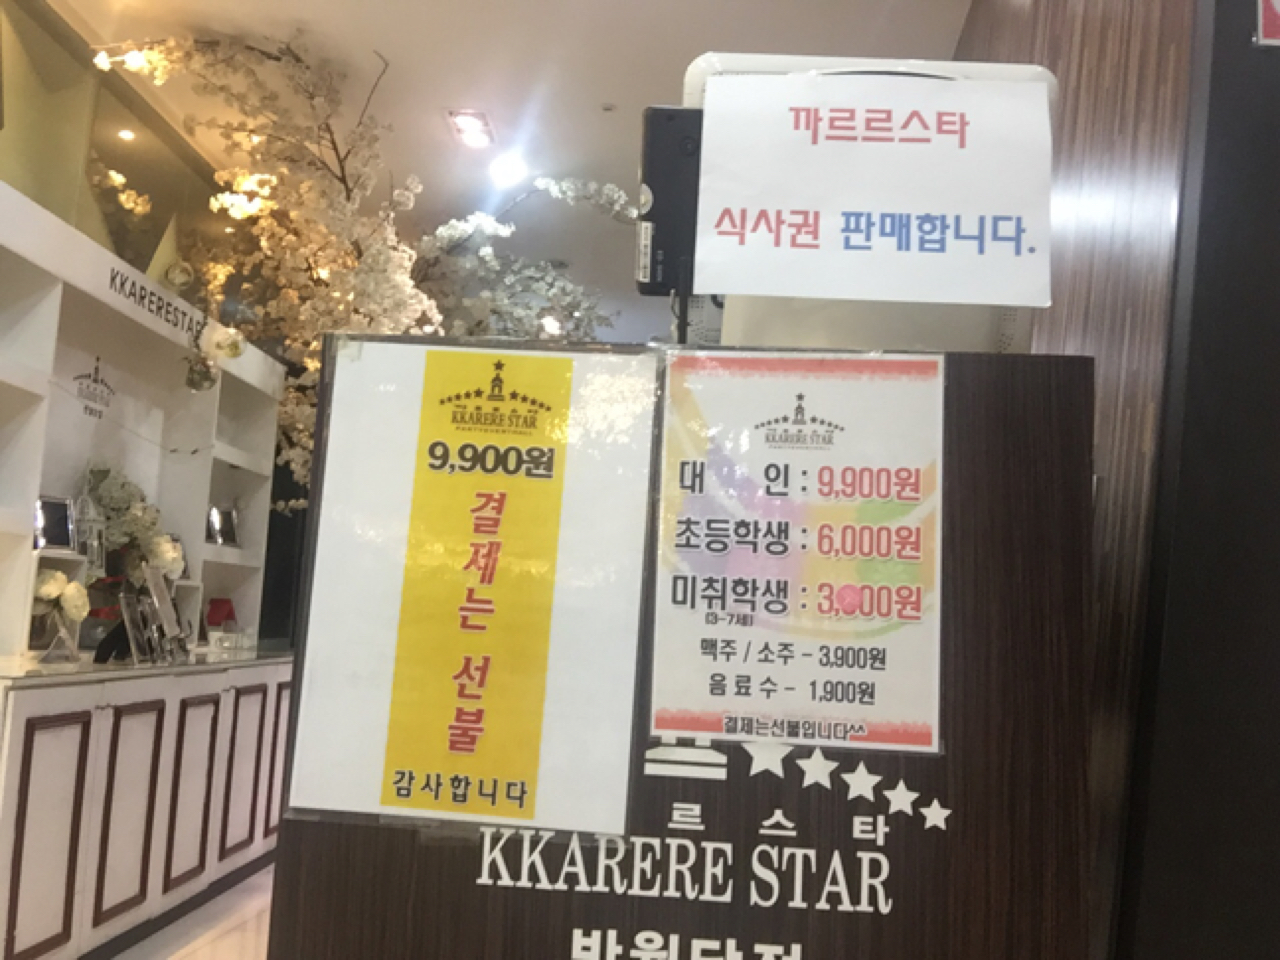 까르르스타
식사권 판매합니다.
KKARERESTAR
KKARERE STAR
9,900원
결제는 선불
감사합니다
KKARERE STAR
대 인 : 9,900원
초등학생 : 6,000원
미취학생 : 3,000원
(3-7세)
맥주 / 소주 - 3,900원
음료수 - 1,900원
결제는선불입니다^^
르스타
KKARERE STAR